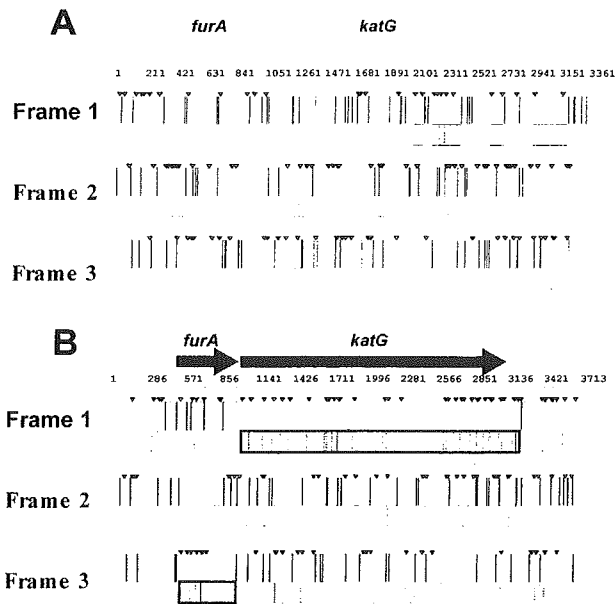 A
furA katG
1 211 421 631 841 1051 1261 1471 1681 1891 2101 2311 2521 2731 2941 3151 3361
Frame 1
Frame 2
Frame 3
B
furA katG
1 286 571 856 1141 1426 1711 1996 2281 2566 2851 3136 3421 3713
Frame 1
Frame 2
Frame 3